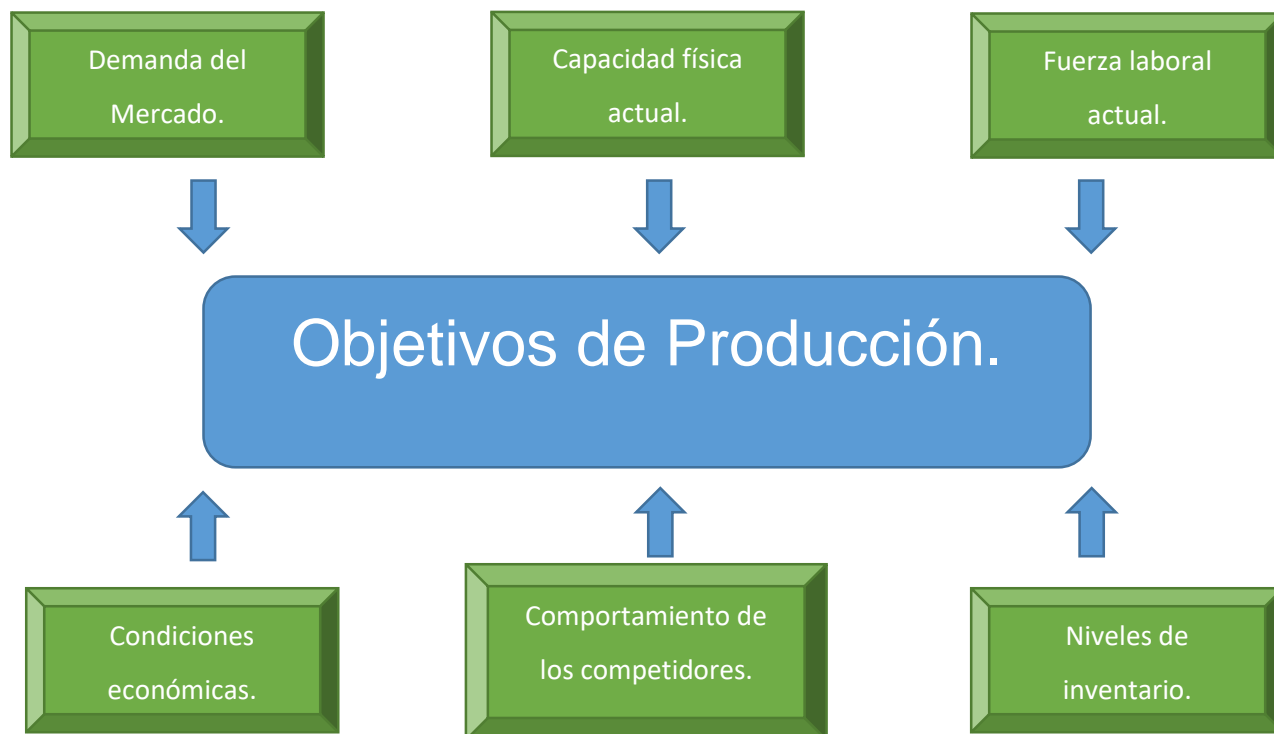 Demanda del
Mercado.
Capacidad física
actual.
Fuerza laboral
actual.
Objetivos de Producción.
Condiciones
económicas.
Comportamiento de
los competidores.
Niveles de
inventario.